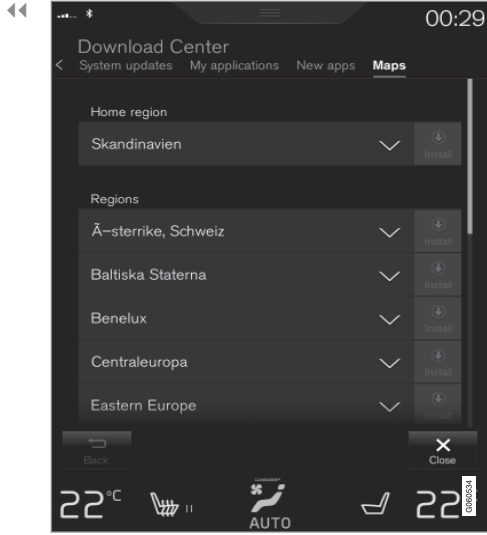 00:29
Download Center
< System updates My applications New apps Maps
Home region
Skandinavien
Install
Regions
Ã–sterrike, Schweiz
Install
Baltiska Staterna
Install
Benelux
Install
Centraleuropa
Install
Eastern Europe
Install
Back
Close
22°C
AUTO
22
G060534